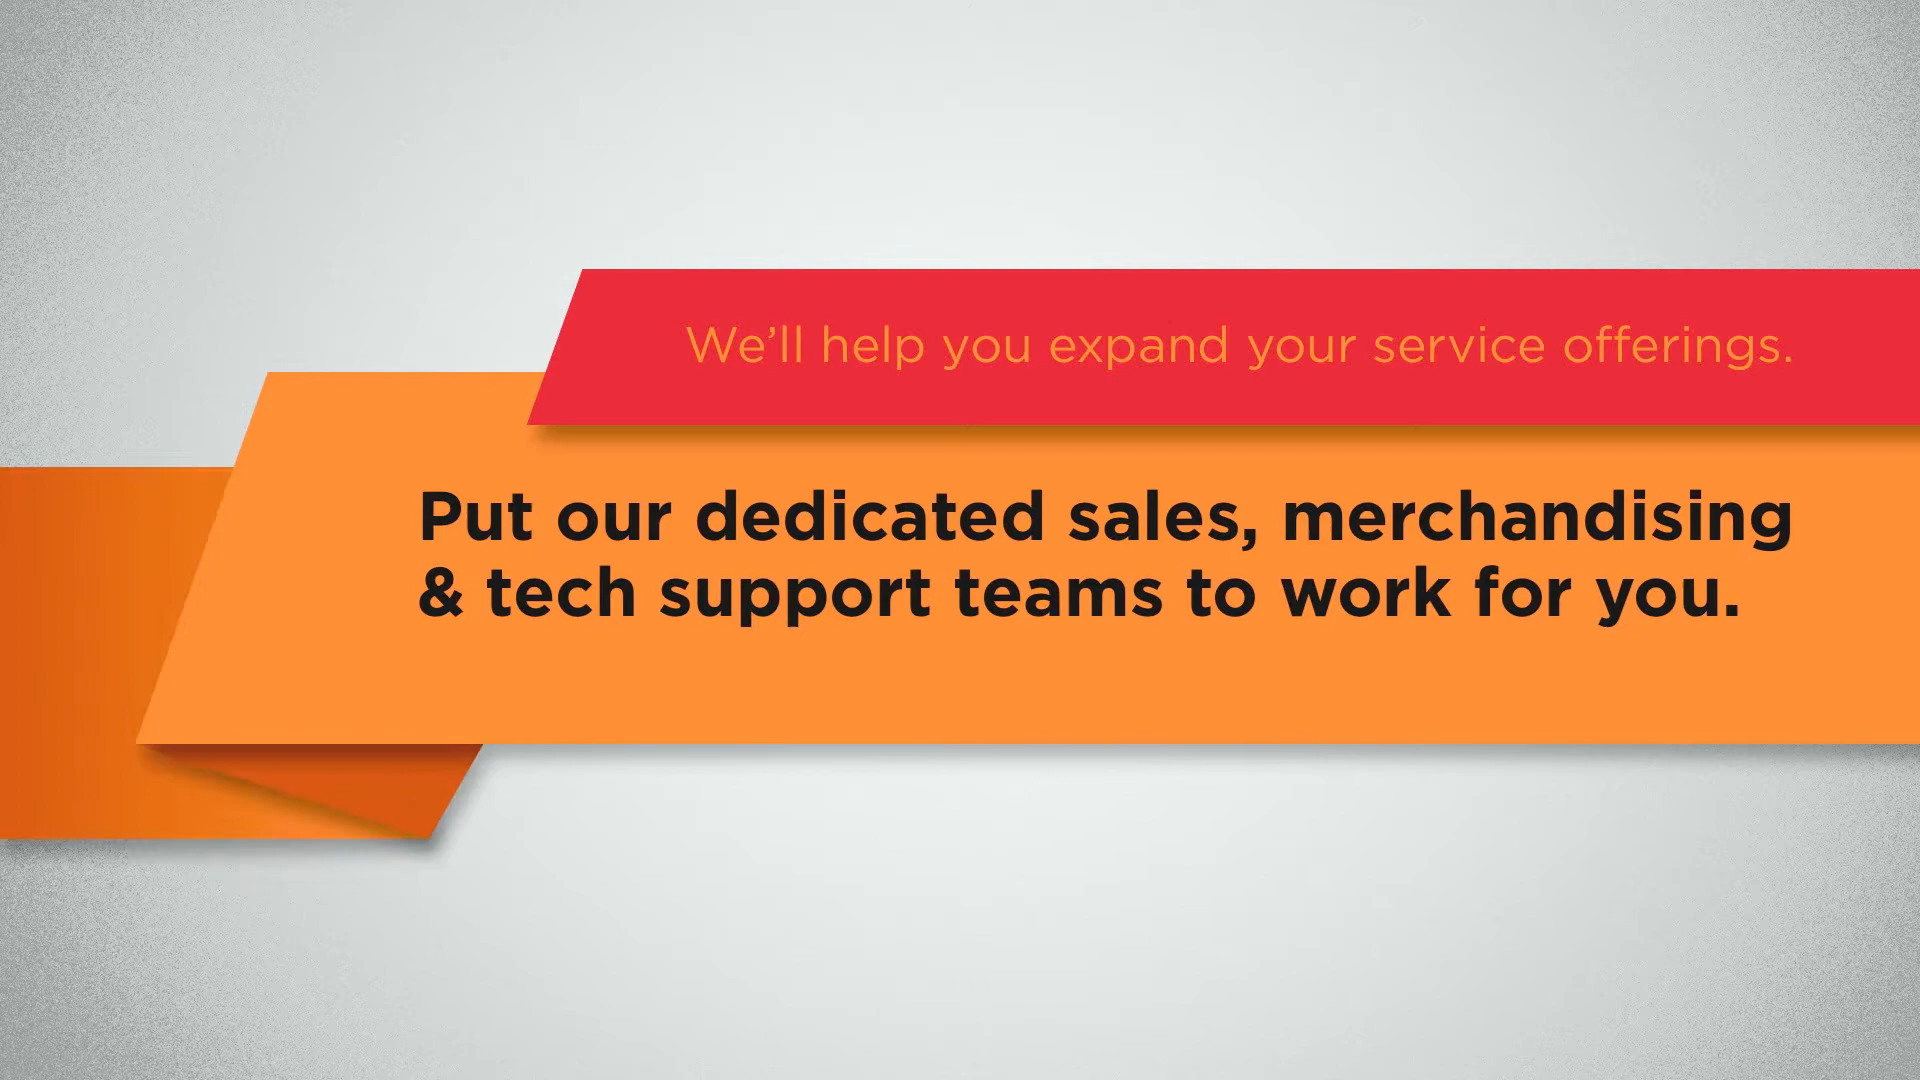 We’ll help you expand your service offerings.
Put our dedicated sales, merchandising
& tech support teams to work for you.